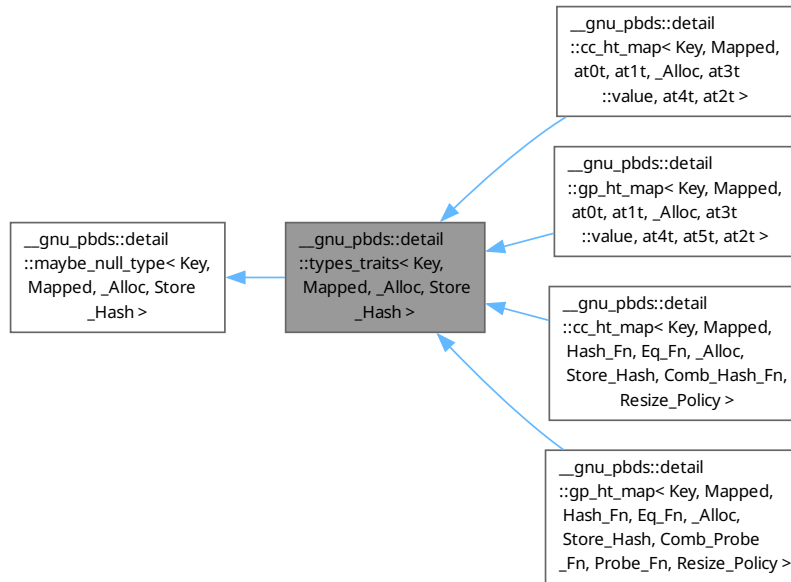 __gnu_pbds::detail
::cc_ht_map< Key, Mapped,
at0t, at1t, _Alloc, at3t
::value, at4t, at2t >
__gnu_pbds::detail
::gp_ht_map< Key, Mapped,
at0t, at1t, _Alloc, at3t
::value, at4t, at5t, at2t >
__gnu_pbds::detail
::maybe_null_type< Key,
Mapped, _Alloc, Store
_Hash >
__gnu_pbds::detail
::types_traits< Key,
Mapped, _Alloc, Store
_Hash >
__gnu_pbds::detail
::cc_ht_map< Key, Mapped,
Hash_Fn, Eq_Fn, _Alloc,
Store_Hash, Comb_Hash_Fn,
Resize_Policy >
__gnu_pbds::detail
::gp_ht_map< Key, Mapped,
Hash_Fn, Eq_Fn, _Alloc,
Store_Hash, Comb_Probe
_Fn, Probe_Fn, Resize_Policy >